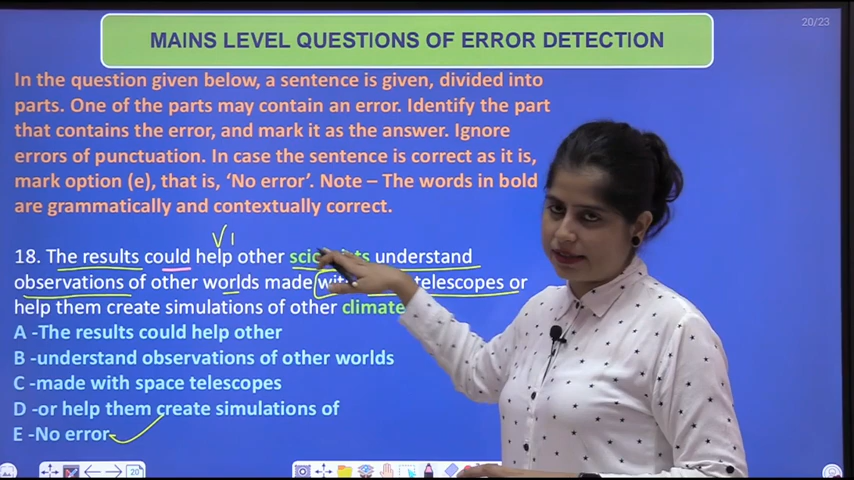 20/23
MAINS LEVEL QUESTIONS OF ERROR DETECTION
In the question given below, a sentence is given, divided into
parts. One of the parts may contain an error. Identify the part
that contains the error, and mark it as the answer. Ignore
errors of punctuation. In case the sentence is correct as it is,
mark option (e), that is, ‘No error’. Note – The words in bold
are grammatically and contextually correct.
V1
18. The results could help other understand
observations of other worlds made telescopes or
help them create simulations of other climate
A -The results could help other
B -understand observations of other worlds
C -made with space telescopes
D -or help them create simulations of
E -No error
20